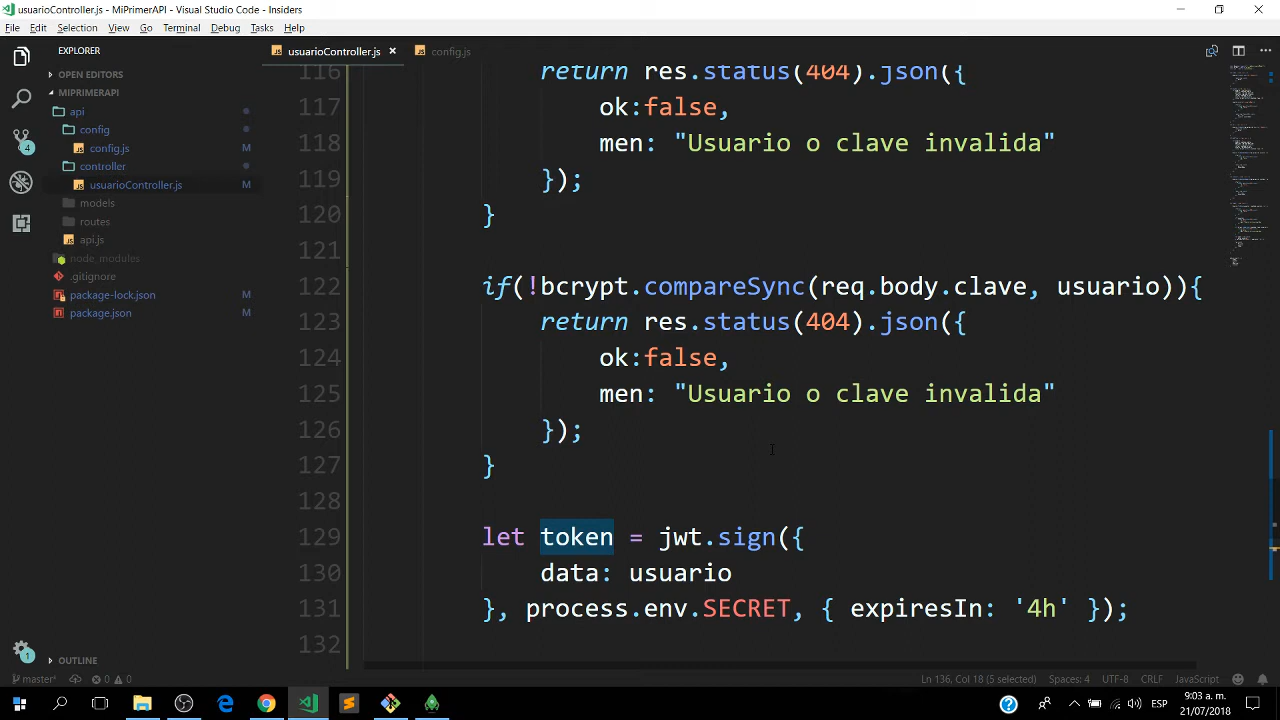 usuarioController.js - MiPrimerAPI - Visual Studio Code - Insiders
File Edit Selection View Go Terminal Debug Tasks Help
EXPLORER
OPEN EDITORS
MIPRIMERAPI
api
config
config.js M
controller
usuarioController.js M
models
routes
api.js
node_modules
.gitignore
package-lock.json M
package.json M
OUTLINE
4
usuarioController.js config.js
116 return res.status(404).json({
117 ok:false,
118 men: "Usuario o clave invalida"
119 });
120 }
121
122 if(!bcrypt.compareSync(req.body.clave, usuario)){
123 return res.status(404).json({
124 ok:false,
125 men: "Usuario o clave invalida"
126 });
127 }
128
129 let token = jwt.sign({
130 data: usuario
131 }, process.env.SECRET, { expiresIn: '4h' });
132
1
master* 0 0 Ln 136, Col 18 (5 selected) Spaces: 4 UTF-8 CRLF JavaScript
ESP
9:03 a. m.
21/07/2018